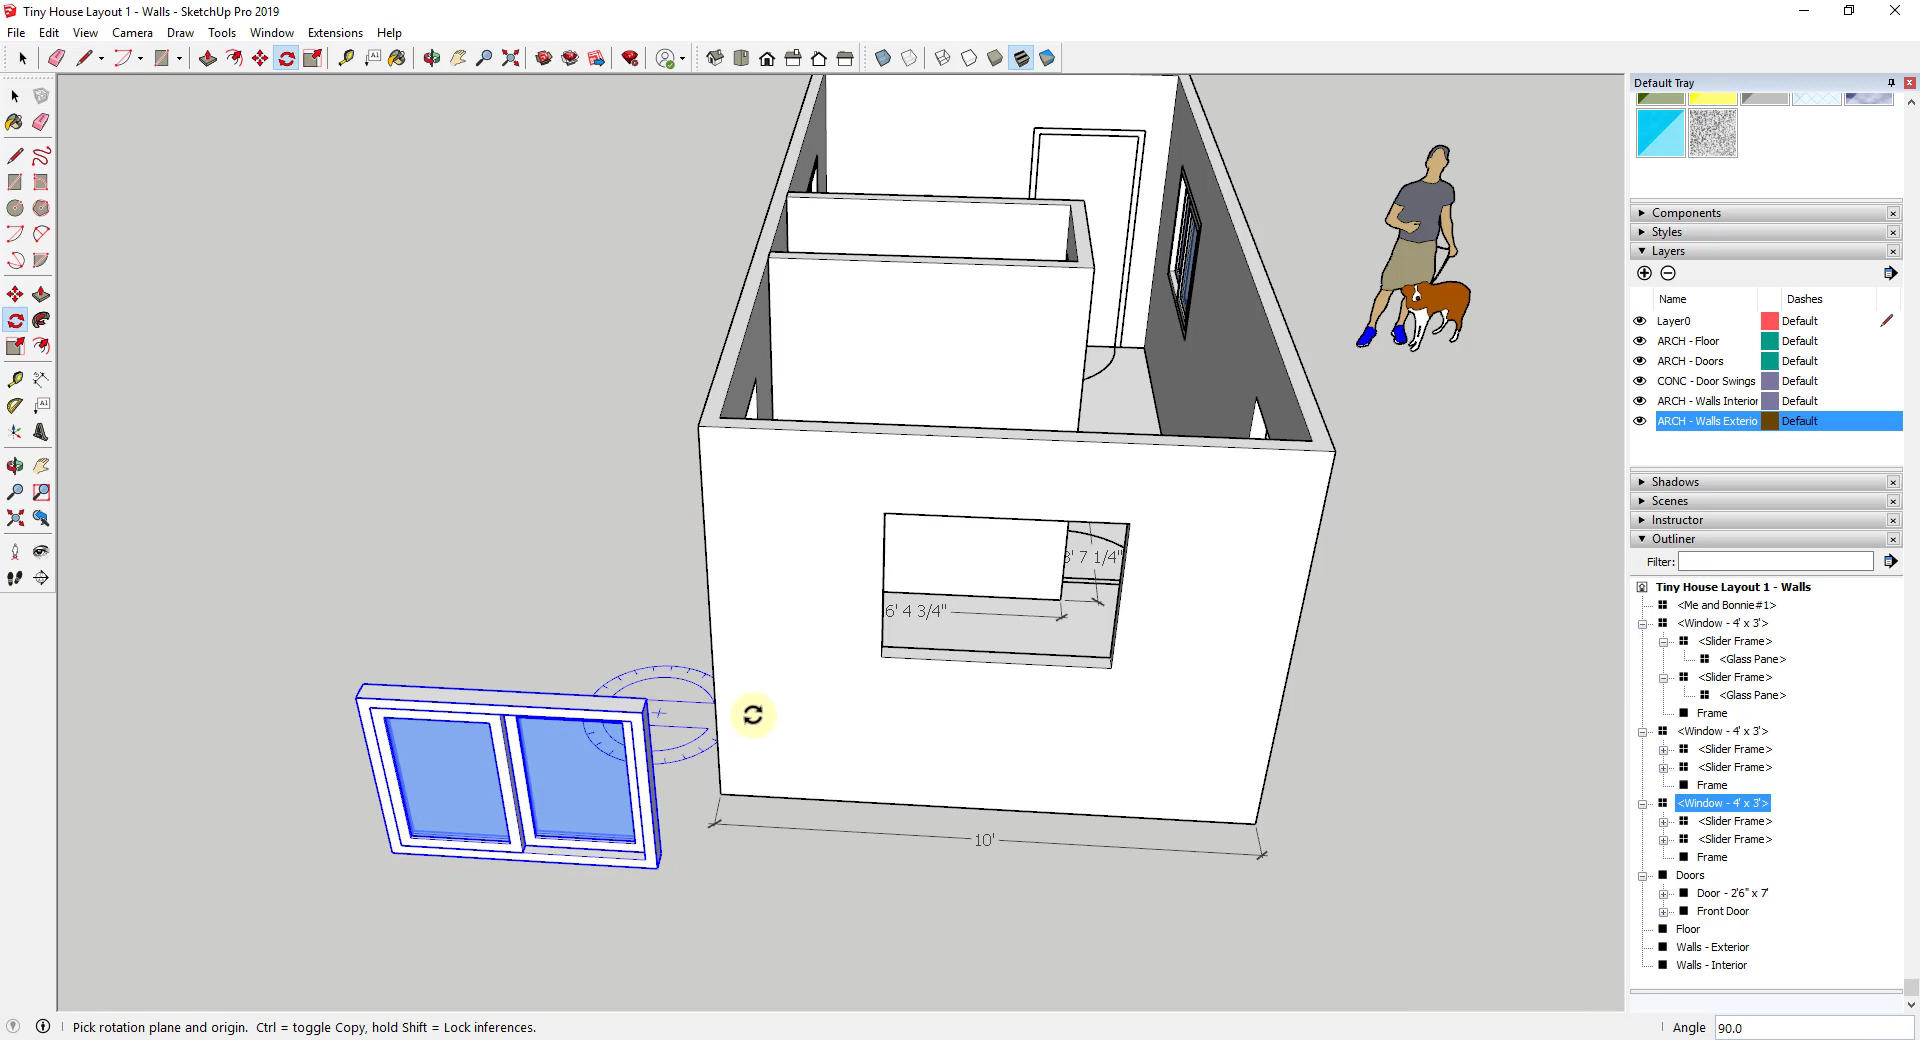 Tiny House Layout 1 - Walls - SketchUp Pro 2019
File Edit View Camera Draw Tools Window Extensions Help
Default Tray
Components
Styles
Layers
Name Dashes
Layer0 Default
ARCH - Floor Default
ARCH - Doors Default
CONC - Door Swings Default
ARCH - Walls Interior Default
ARCH - Walls Exterio Default
Shadows
Scenes
Instructor
Outliner
Filter:
Tiny House Layout 1 - Walls
<Me and Bonnie#1>
<Window - 4' x 3'>
<Slider Frame>
<Glass Pane>
<Slider Frame>
<Glass Pane>
Frame
<Window - 4' x 3'>
<Slider Frame>
<Slider Frame>
Frame
<Window - 4' x 3'>
<Slider Frame>
<Slider Frame>
Frame
Doors
Door - 2'6" x 7'
Front Door
Floor
Walls - Exterior
Walls - Interior
7 1/4"
6' 4 3/4"
10'
Pick rotation plane and origin. Ctrl = toggle Copy, hold Shift = Lock inferences.
Angle 90.0